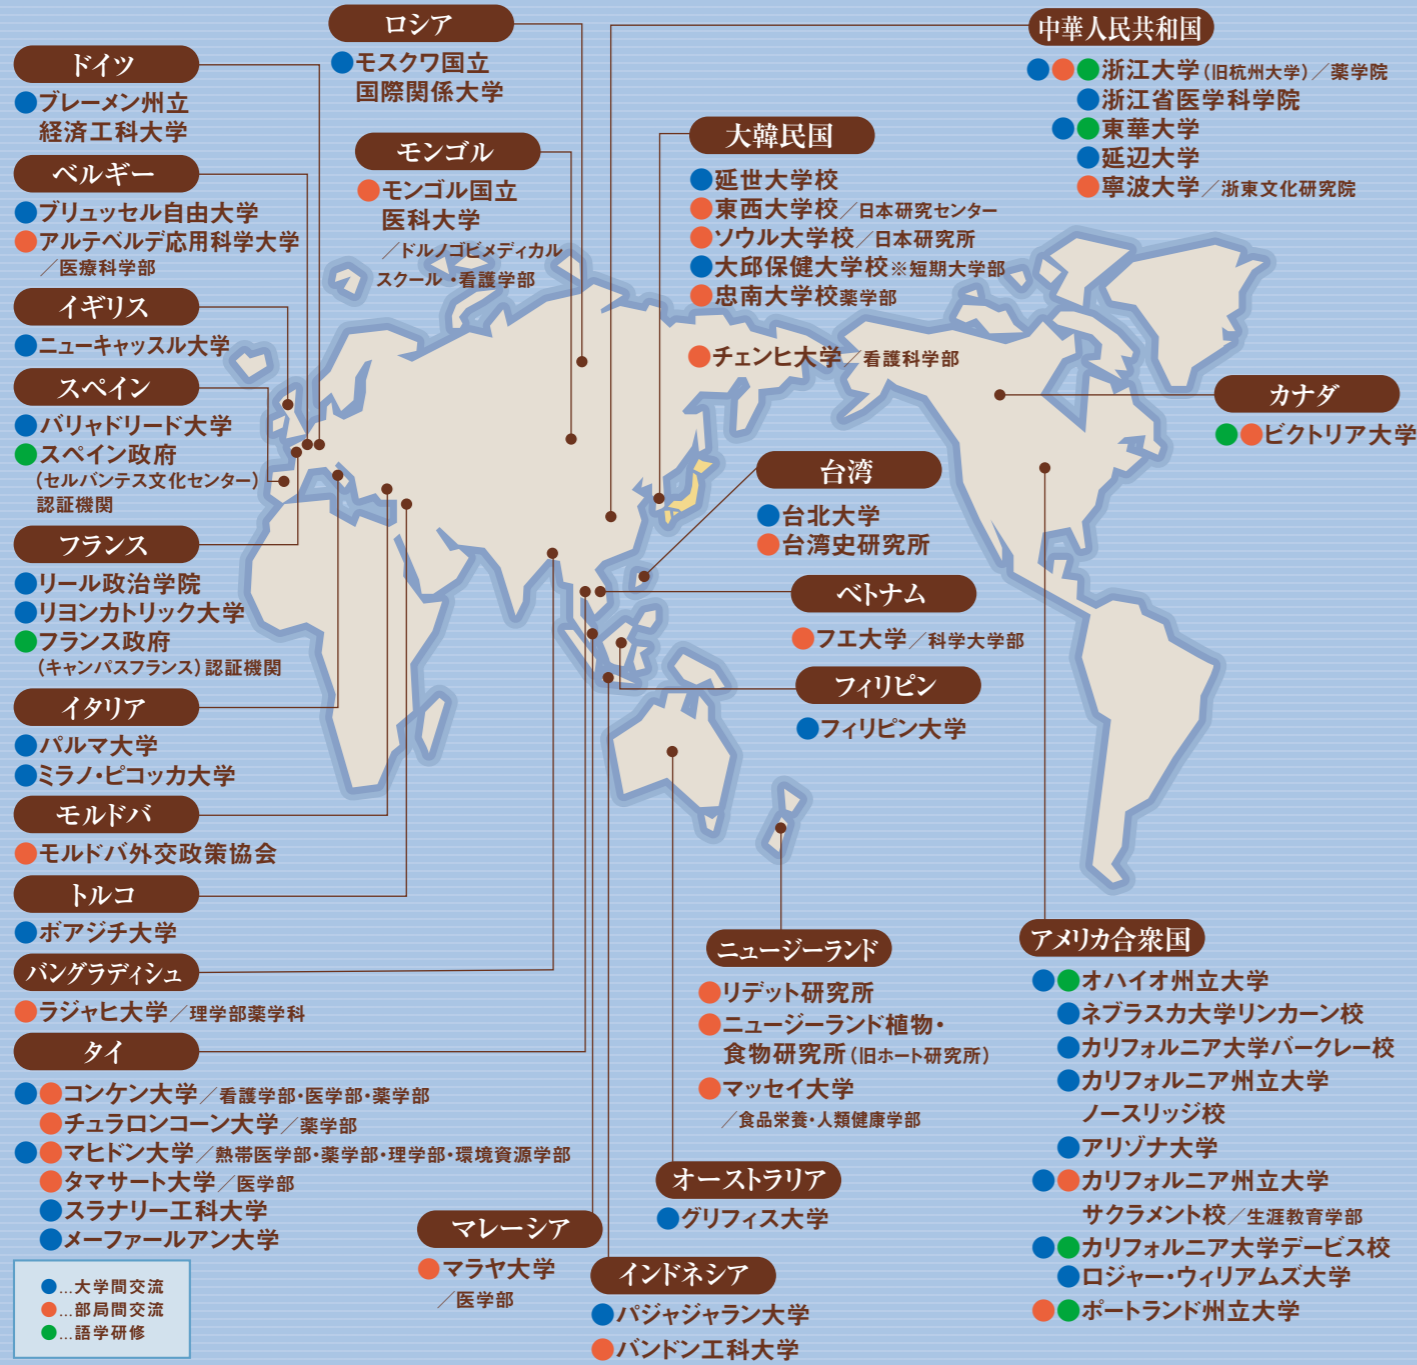 ロシア
モスクワ国立
国際関係大学
中華人民共和国
浙江大学(旧杭州大学)／薬学院
浙江省医学科学院
東華大学
延辺大学
寧波大学／浙東文化研究院
ドイツ
ブレーメン州立
経済工科大学
ベルギー
ブリュッセル自由大学
アルテベルデ応用科学大学
／医療科学部
イギリス
ニューキャッスル大学
スペイン
バリャドリード大学
スペイン政府
(セルバンテス文化センター)
認証機関
フランス
リール政治学院
リヨンカトリック大学
フランス政府
(キャンパスフランス)認証機関
イタリア
パルマ大学
ミラノ・ピコッカ大学
モルドバ
モルドバ外交政策協会
トルコ
ボアジチ大学
バングラディシュ
ラジャヒ大学／理学部薬学科
タイ
コンケン大学／看護学部・医学部・薬学部
チュラロンコーン大学／薬学部
マヒドン大学／熱帯医学部・薬学部・理学部・環境資源学部
タマサート大学／医学部
スラナリー工科大学
メーファールアン大学
モンゴル
モンゴル国立
医科大学
／ドルノゴビメディカル
スクール・看護学部
大韓民国
延世大学校
東西大学校／日本研究センター
ソウル大学校／日本研究所
大邱保健大学校※短期大学部
忠南大学校薬学部
チェンヒ大学／看護科学部
カナダ
ビクトリア大学
台湾
台北大学
台湾史研究所
ベトナム
フエ大学／科学大学部
フィリピン
フィリピン大学
ニュージーランド
リデット研究所
ニュージーランド植物・
食物研究所(旧ホート研究所)
マッセイ大学
／食品栄養・人類健康学部
オーストラリア
グリフィス大学
マレーシア
マラヤ大学
／医学部
インドネシア
パジャジャラン大学
バンドン工科大学
アメリカ合衆国
オハイオ州立大学
ネブラスカ大学リンカーン校
カリフォルニア大学バークレー校
カリフォルニア州立大学
ノースリッジ校
アリゾナ大学
カリフォルニア州立大学
サクラメント校／生涯教育学部
カリフォルニア大学デービス校
ロジャー・ウィリアムズ大学
ポートランド州立大学
…大学間交流
…部局間交流
…語学研修